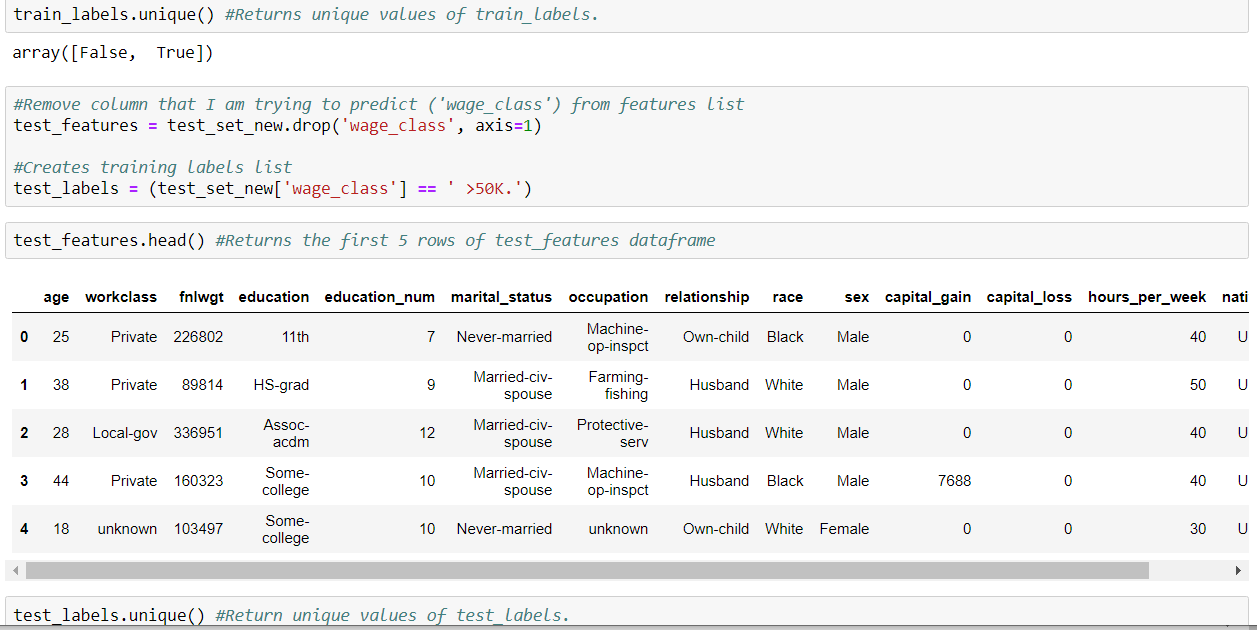 train_labels.unique() #Returns unique values of train_labels.
array([False,  True])
#Remove column that I am trying to predict ('wage_class') from features list
test_features = test_set_new.drop('wage_class', axis=1)
#Creates training labels list
test_labels = (test_set_new['wage_class'] == ' >50K.')
test_features.head() #Returns the first 5 rows of test_features dataframe
age workclass fnlwgt education education_num marital_status occupation relationship race sex capital_gain capital_loss hours_per_week nati
0 25 Private 226802 11th 7 Never-married Machine-op-inspct Own-child Black Male 0 0 40 U
1 38 Private 89814 HS-grad 9 Married-civ-spouse Farming-fishing Husband White Male 0 0 50 U
2 28 Local-gov 336951 Assoc-acdm 12 Married-civ-spouse Protective-serv Husband White Male 0 0 40 U
3 44 Private 160323 Some-college 10 Married-civ-spouse Machine-op-inspct Husband Black Male 7688 0 40 U
4 18 unknown 103497 Some-college 10 Never-married unknown Own-child White Female 0 0 30 U
test_labels.unique() #Return unique values of test_labels.